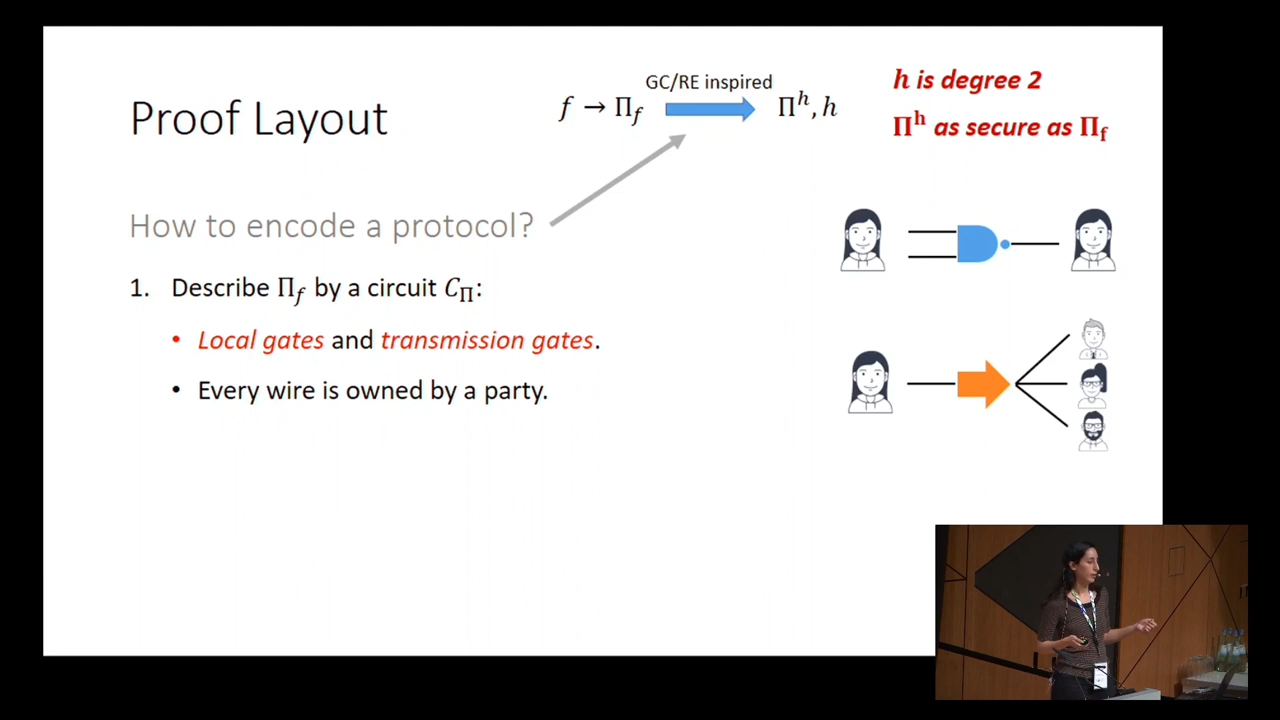 Proof Layout
GC/RE inspired
f → Π_f    Π^h, h
h is degree 2
Π^h as secure as Π_f
How to encode a protocol?
1. Describe Π_f by a circuit C_Π:
• Local gates and transmission gates.
• Every wire is owned by a party.